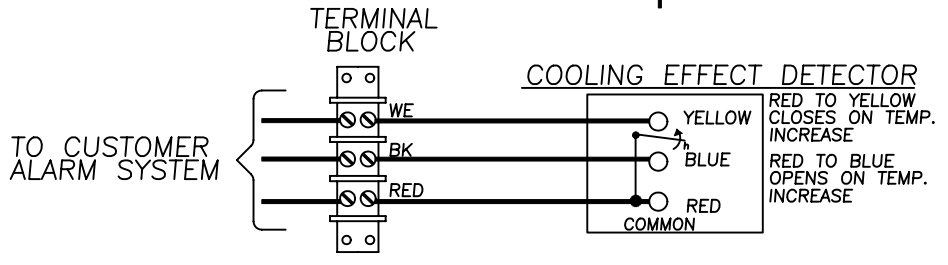 TERMINAL
BLOCK
COOLING EFFECT DETECTOR
TO CUSTOMER
ALARM SYSTEM
WE
BK
RED
YELLOW
BLUE
RED
COMMON
RED TO YELLOW
CLOSES ON TEMP.
INCREASE
RED TO BLUE
OPENS ON TEMP.
INCREASE